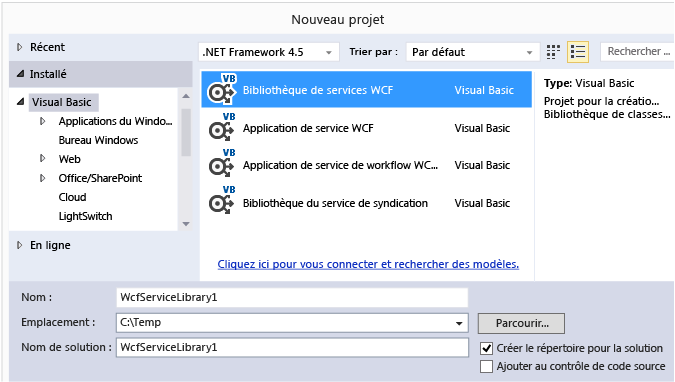 Nouveau projet
Récent
Installé
Visual Basic
Applications du Windo...
Bureau Windows
Web
Office/SharePoint
Cloud
LightSwitch
En ligne
.NET Framework 4.5
Trier par :
Par défaut
Rechercher ...
VB
Bibliothèque de services WCF Visual Basic
VB
Application de service WCF Visual Basic
VB
Application de service de workflow WC... Visual Basic
VB
Bibliothèque du service de syndication Visual Basic
Cliquez ici pour vous connecter et rechercher des modèles.
Type: Visual Basic
Projet pour la créatio...
Bibliothèque de classes...
Nom : WcfServiceLibrary1
Emplacement : C:\Temp
Parcourir...
Nom de solution : WcfServiceLibrary1
Créer le répertoire pour la solution
Ajouter au contrôle de code source